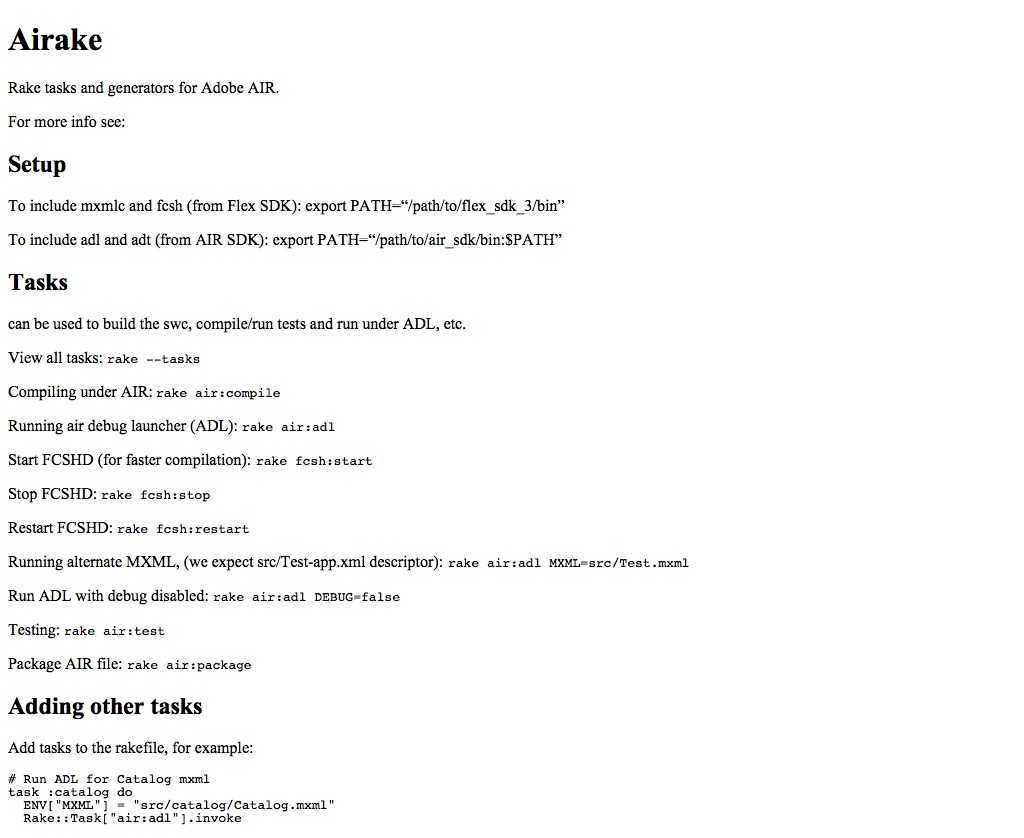 Airake
Rake tasks and generators for Adobe AIR.
For more info see:
Setup
To include mxmlc and fcsh (from Flex SDK): export PATH=“/path/to/flex_sdk_3/bin”
To include adl and adt (from AIR SDK): export PATH=“/path/to/air_sdk/bin:$PATH”
Tasks
can be used to build the swc, compile/run tests and run under ADL, etc.
View all tasks: rake --tasks
Compiling under AIR: rake air:compile
Running air debug launcher (ADL): rake air:adl
Start FCSHD (for faster compilation): rake fcsh:start
Stop FCSHD: rake fcsh:stop
Restart FCSHD: rake fcsh:restart
Running alternate MXML, (we expect src/Test-app.xml descriptor): rake air:adl MXML=src/Test.mxml
Run ADL with debug disabled: rake air:adl DEBUG=false
Testing: rake air:test
Package AIR file: rake air:package
Adding other tasks
Add tasks to the rakefile, for example:
# Run ADL for Catalog mxml
task :catalog do
  ENV["MXML"] = "src/catalog/Catalog.mxml"
  Rake::Task["air:adl"].invoke